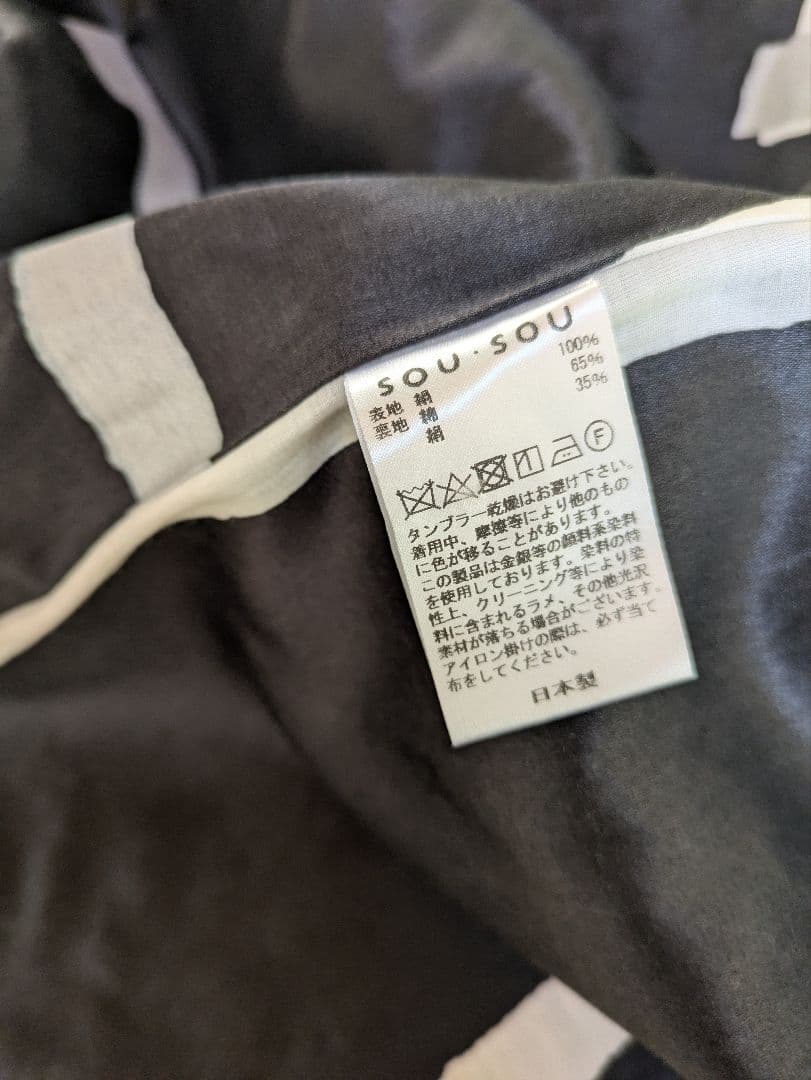 SOU・SOU
表地 絹 100%
裏地 綿 65%
絹 35%
F
タンブラー乾燥はお避け下さい。
着用中、摩擦等により他のもの
に色が移ることがあります。
この製品は金銀等の顔料系染料
を使用しております。染料の特
性上、クリーニング等により染
料に含まれるラメ、その他光沢
素材が落ちる場合がございます。
アイロン掛けの際は、必ず当て
布をしてください。
日本製